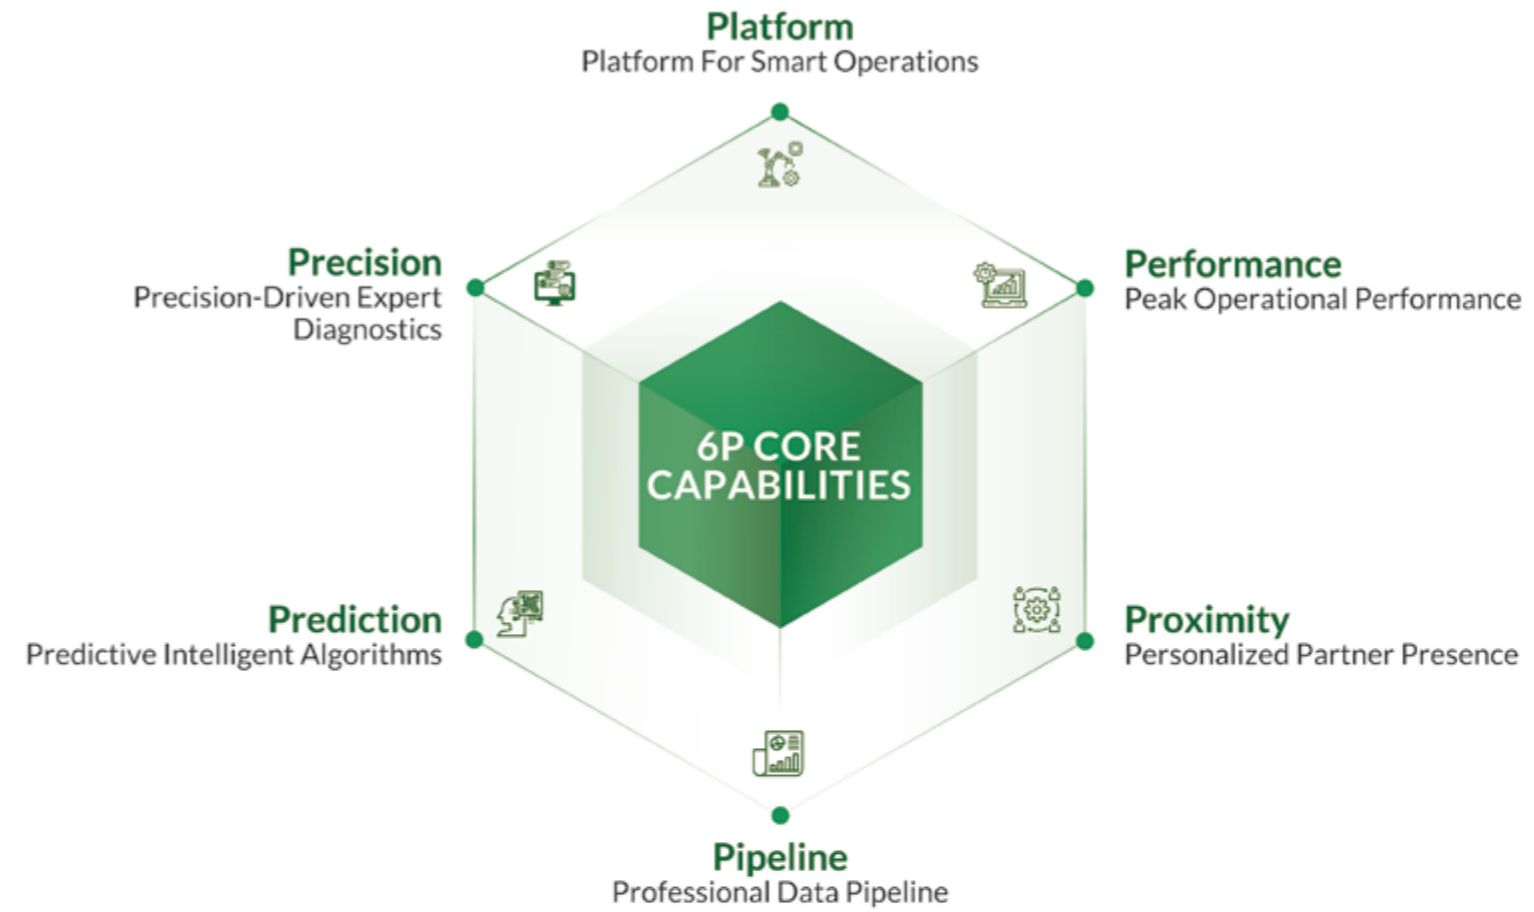 Platform
Platform For Smart Operations
Precision
Precision-Driven Expert
Diagnostics
Performance
Peak Operational Performance
6P CORE
CAPABILITIES
Prediction
Predictive Intelligent Algorithms
Proximity
Personalized Partner Presence
Pipeline
Professional Data Pipeline